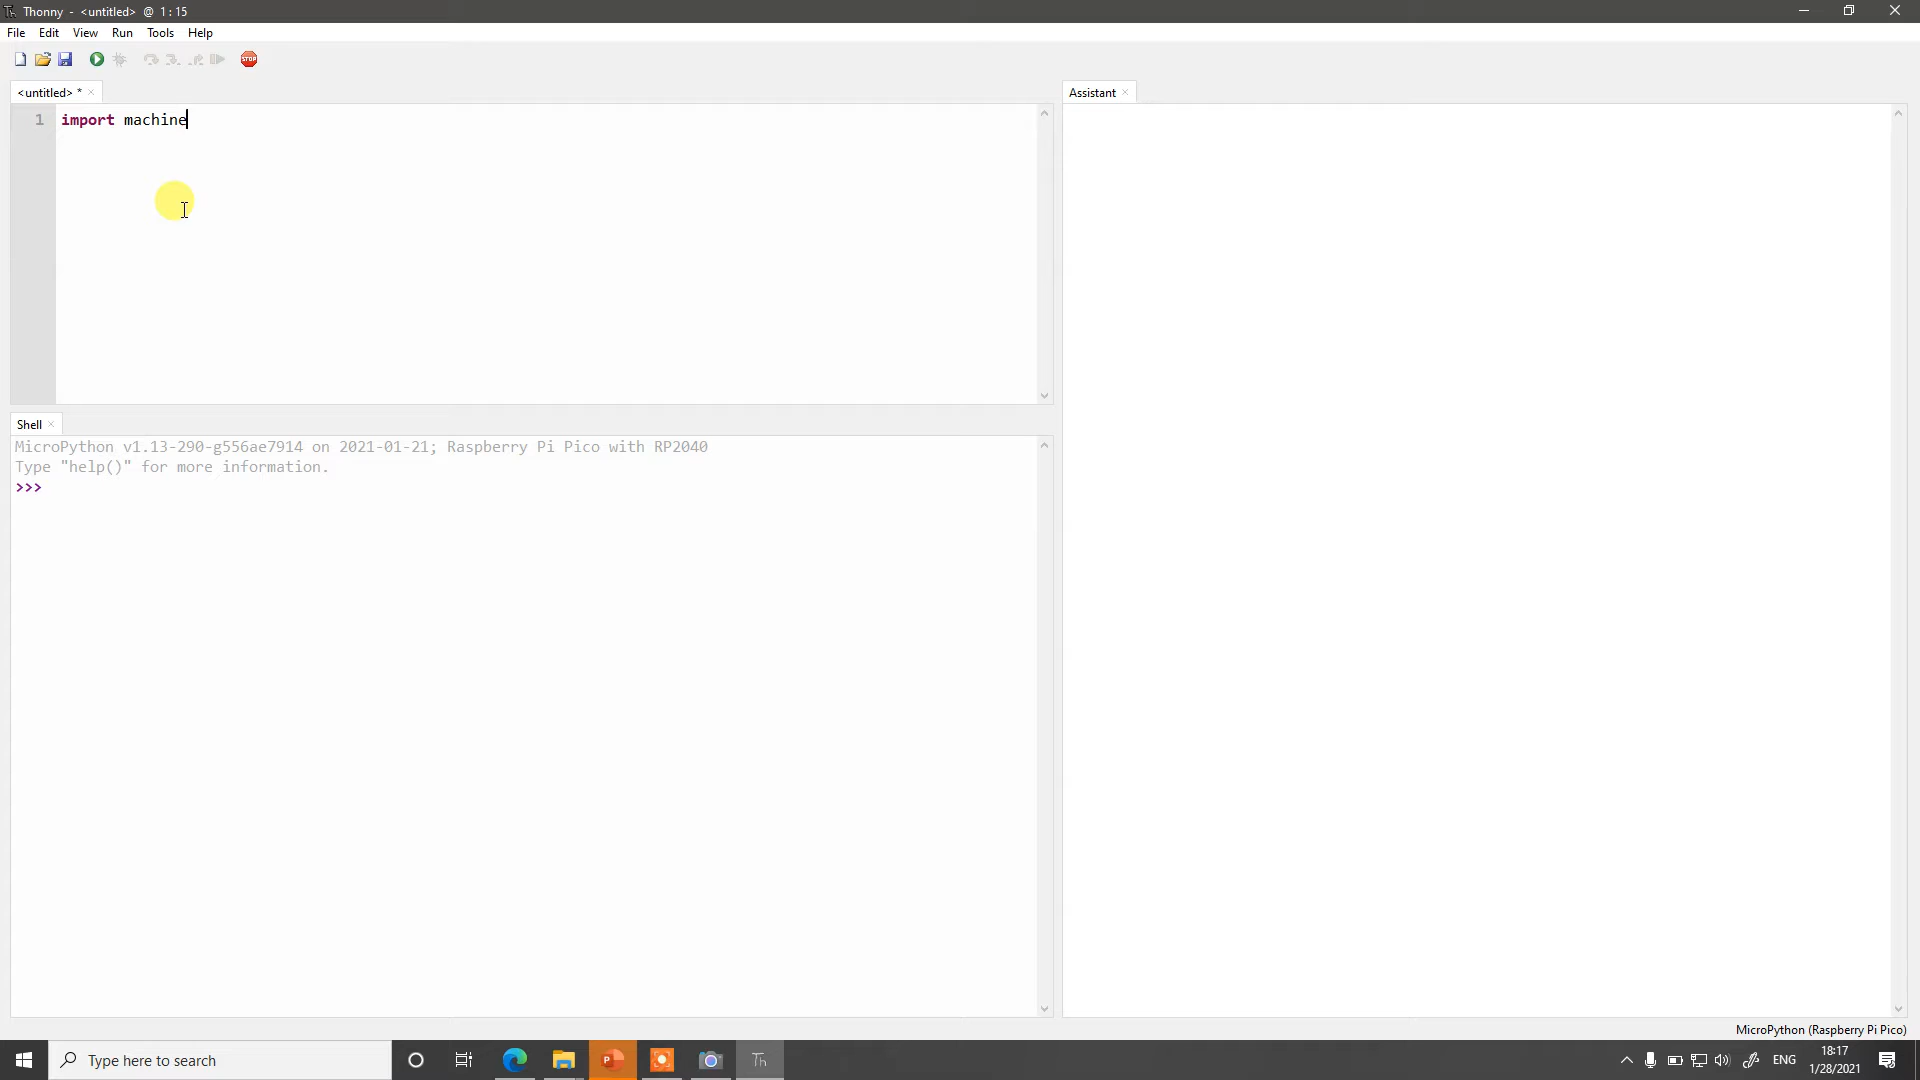 Thonny - <untitled> @ 1:15
File Edit View Run Tools Help
STOP
<untitled> *
Assistant
1 import machine
Shell
MicroPython v1.13-290-g556ae7914 on 2021-01-21; Raspberry Pi Pico with RP2040
Type "help()" for more information.
>>>
MicroPython (Raspberry Pi Pico)
Type here to search
P
Th
ENG
18:17
1/28/2021